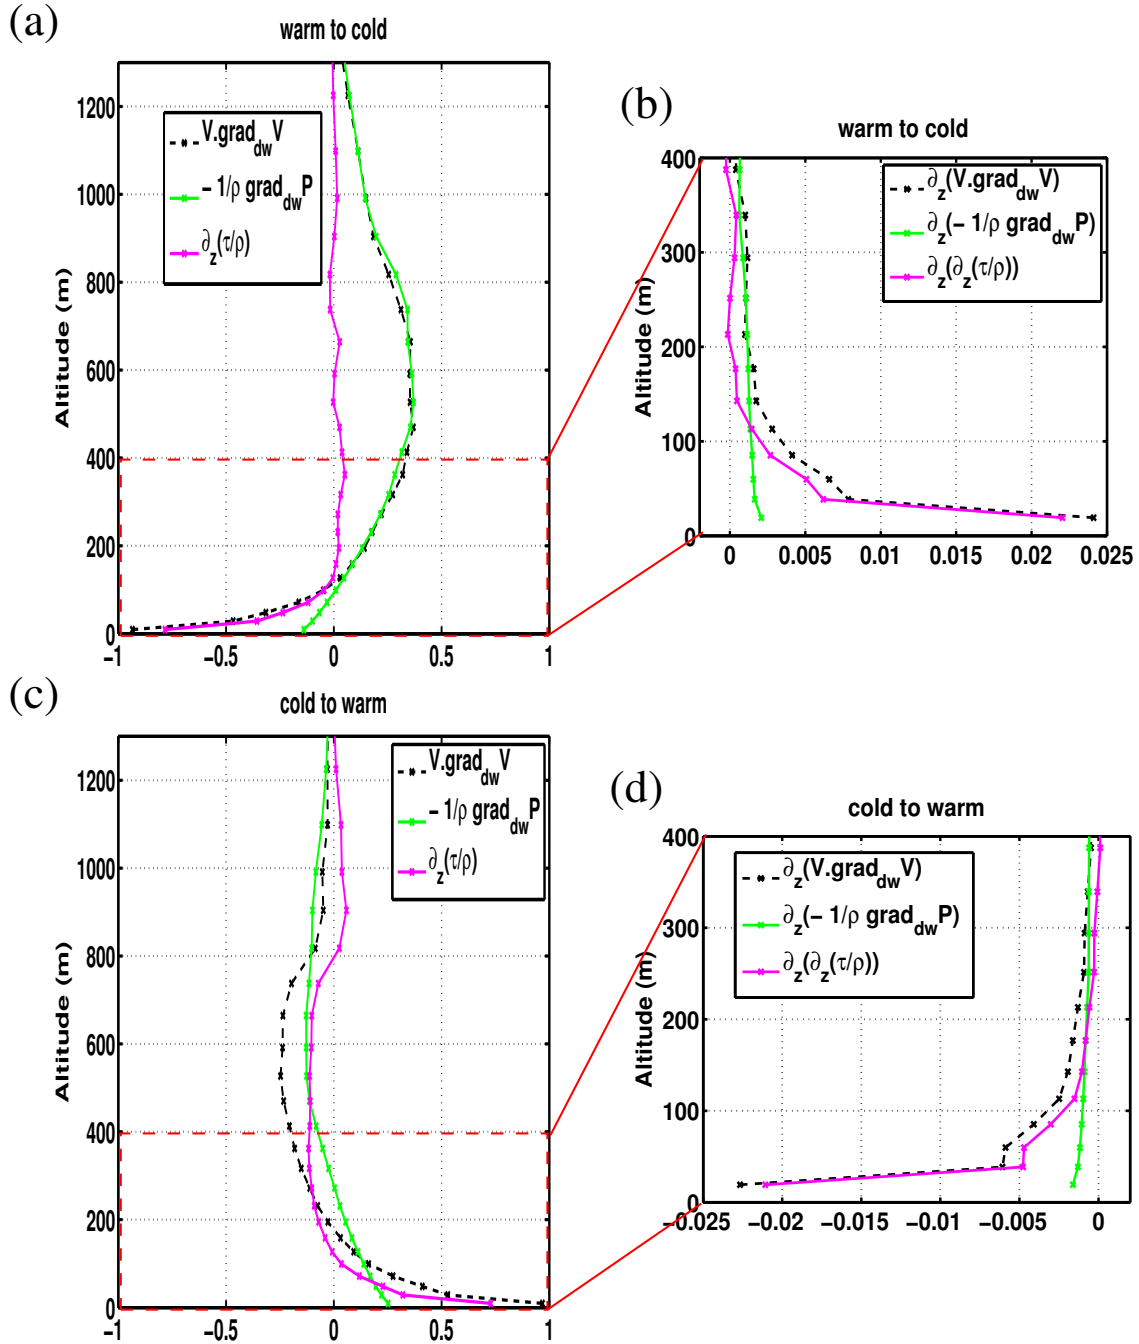 (a)
warm to cold
1200
1000
800
600
400
200
0
Altitude (m)
V.grad_dw V
− 1/ρ grad_dw P
∂_z(τ/ρ)
−1 −0.5 0 0.5 1
(b)
warm to cold
400
300
200
100
0
Altitude (m)
∂_z(V.grad_dw V)
∂_z(− 1/ρ grad_dw P)
∂_z(∂_z(τ/ρ))
0 0.005 0.01 0.015 0.02 0.025
(c)
cold to warm
1200
1000
800
600
400
200
0
Altitude (m)
V.grad_dw V
− 1/ρ grad_dw P
∂_z(τ/ρ)
−1 −0.5 0 0.5 1
(d)
cold to warm
400
300
200
100
0
Altitude (m)
∂_z(V.grad_dw V)
∂_z(− 1/ρ grad_dw P)
∂_z(∂_z(τ/ρ))
−0.025 −0.02 −0.015 −0.01 −0.005 0